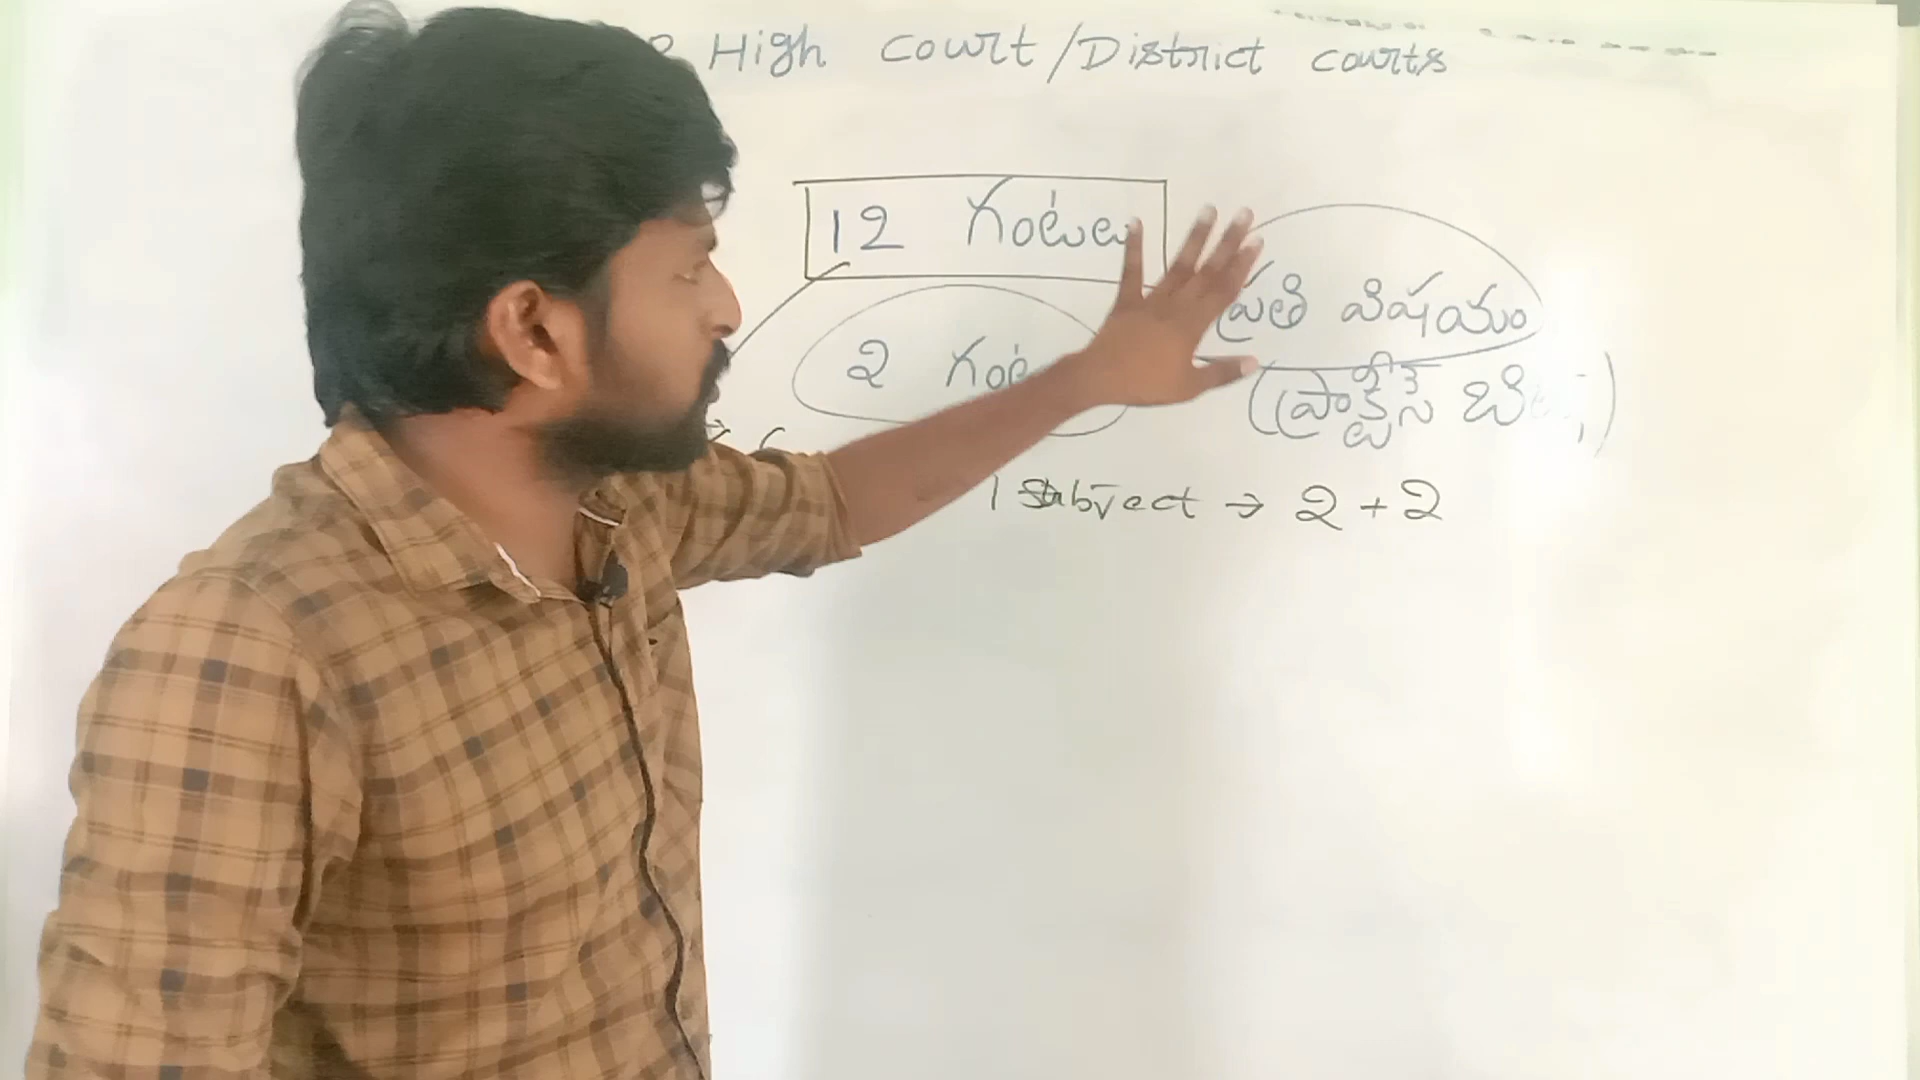 High Court/District Courts
12 గంటలు
ప్రతి విషయం
2
(ప్రాక్టీస్
1 Subject → 2 + 2